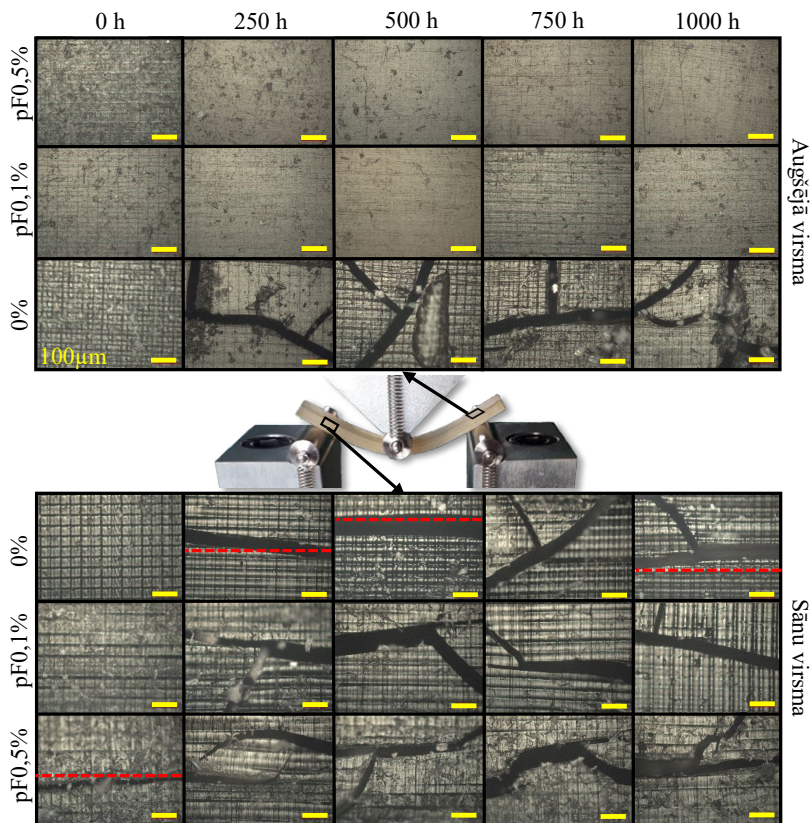 0 h 250 h 500 h 750 h 1000 h
pF0,5%
pF0,1%
0%
100µm
Augšējā virsma
0%
pF0,1%
pF0,5%
Sānu virsma